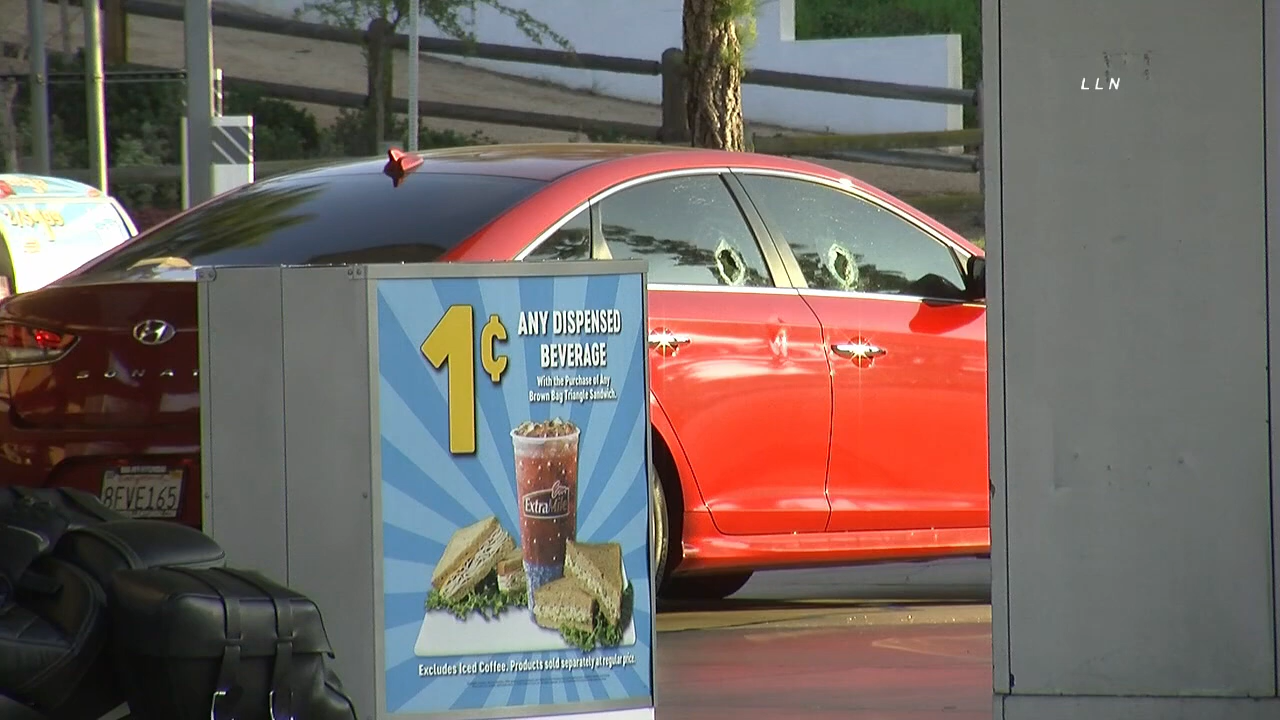 LLN
1¢
ANY DISPENSED
BEVERAGE
With the Purchase of Any
Brown Bag Triangle Sandwich.
ExtraMile
Excludes Iced Coffee. Products sold separately at regular price.
8FVE165